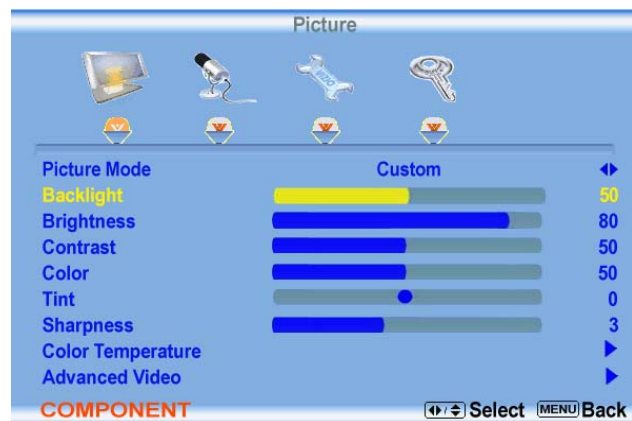 Picture
VIZIO
Picture Mode Custom
Backlight 50
Brightness 80
Contrast 50
Color 50
Tint 0
Sharpness 3
Color Temperature
Advanced Video
COMPONENT Select MENU Back